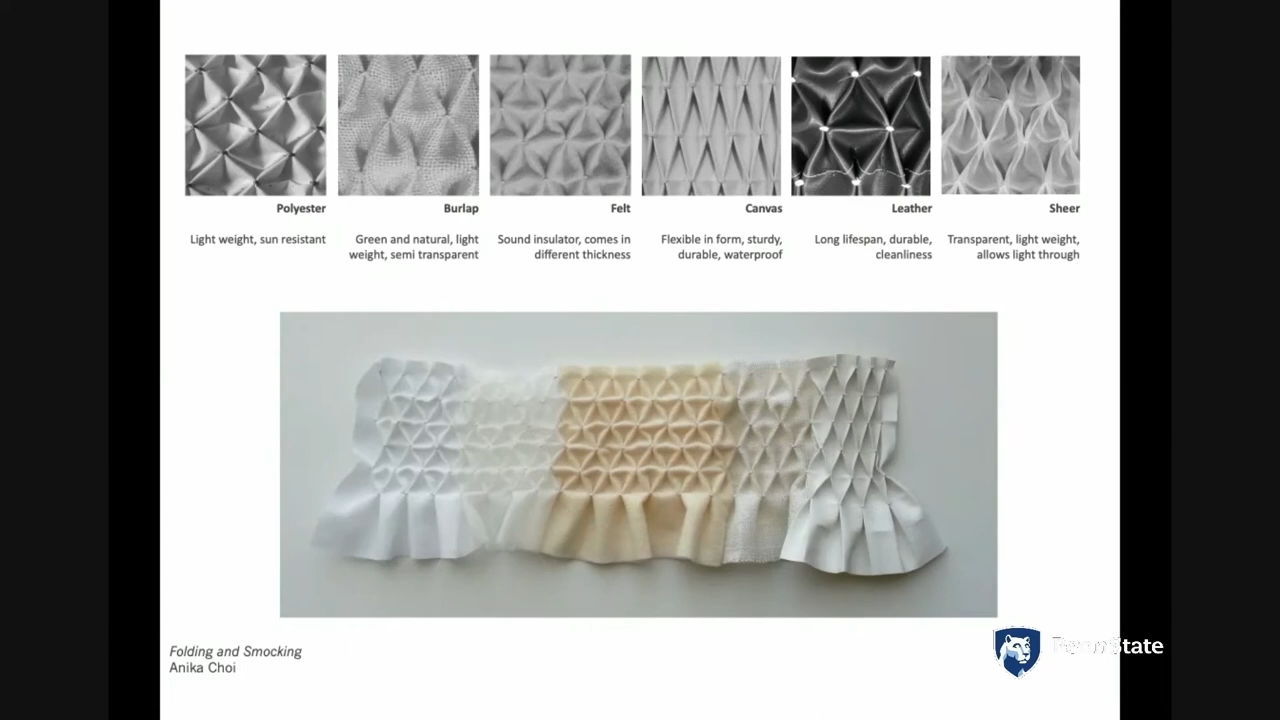 Polyester
Burlap
Felt
Canvas
Leather
Sheer
Light weight, sun resistant
Green and natural, light
weight, semi transparent
Sound insulator, comes in
different thickness
Flexible in form, sturdy,
durable, waterproof
Long lifespan, durable,
cleanliness
Transparent, light weight,
allows light through
Folding and Smocking
Anika Choi
PennState